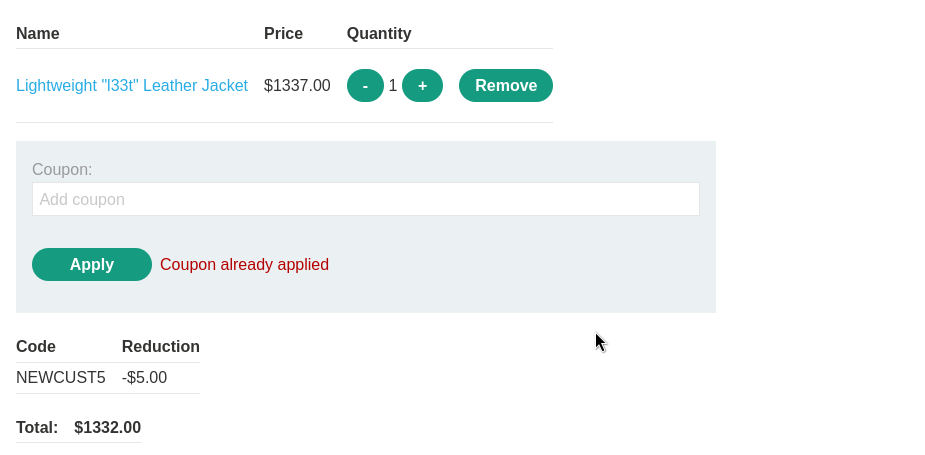 Name Price Quantity
Lightweight "l33t" Leather Jacket $1337.00 - 1 + Remove
Coupon:
Add coupon
Apply Coupon already applied
Code Reduction
NEWCUST5 -$5.00
Total: $1332.00